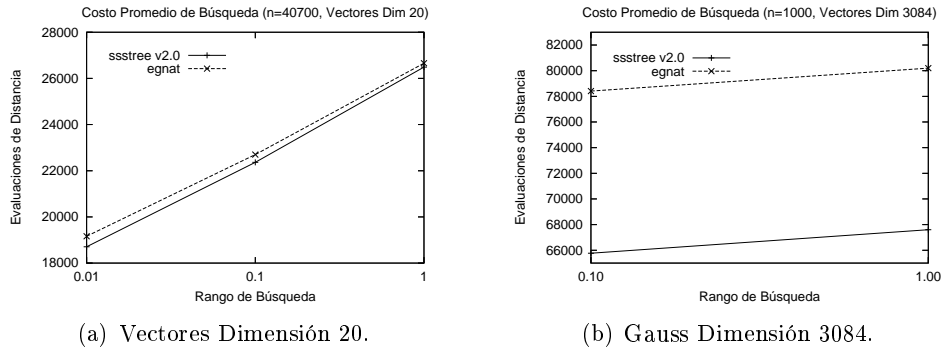 Costo Promedio de Búsqueda (n=40700, Vectores Dim 20)
28000
26000
24000
22000
20000
18000
Evaluaciones de Distancia
ssstree v2.0
egnat
0.01
0.1
1
Rango de Búsqueda
(a) Vectores Dimensión 20.
Costo Promedio de Búsqueda (n=1000, Vectores Dim 3084)
82000
80000
78000
76000
74000
72000
70000
68000
66000
Evaluaciones de Distancia
ssstree v2.0
egnat
0.10
1.00
Rango de Búsqueda
(b) Gauss Dimensión 3084.